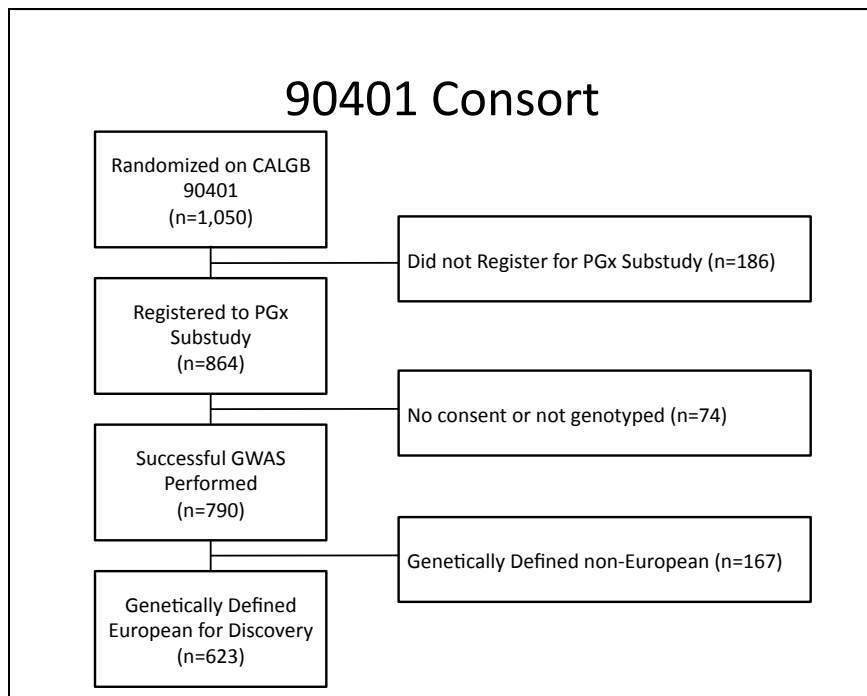 90401 Consort
Randomized on CALGB
90401
(n=1,050)
Did not Register for PGx Substudy (n=186)
Registered to PGx
Substudy
(n=864)
No consent or not genotyped (n=74)
Successful GWAS
Performed
(n=790)
Genetically Defined non-European (n=167)
Genetically Defined
European for Discovery
(n=623)